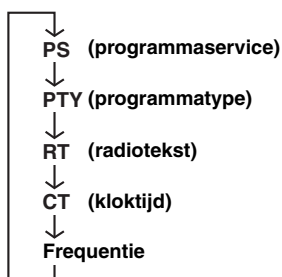 PS (programmaservice)
PTY (programmatype)
RT (radiotekst)
CT (kloktijd)
Frequentie